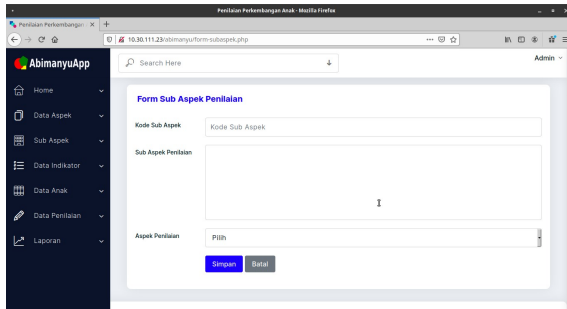 Penilaian Perkembangan Anak - Mozilla Firefox
Penilaian Perkembangan
10.30.111.23/abimanyu/form-subaspek.php
AbimanyuApp
Search Here
Admin
Home
Data Aspek
Sub Aspek
Data Indikator
Data Anak
Data Penilaian
Laporan
Form Sub Aspek Penilaian
Kode Sub Aspek
Kode Sub Aspek
Sub Aspek Penilaian
Aspek Penilaian
Pilih
Simpan
Batal